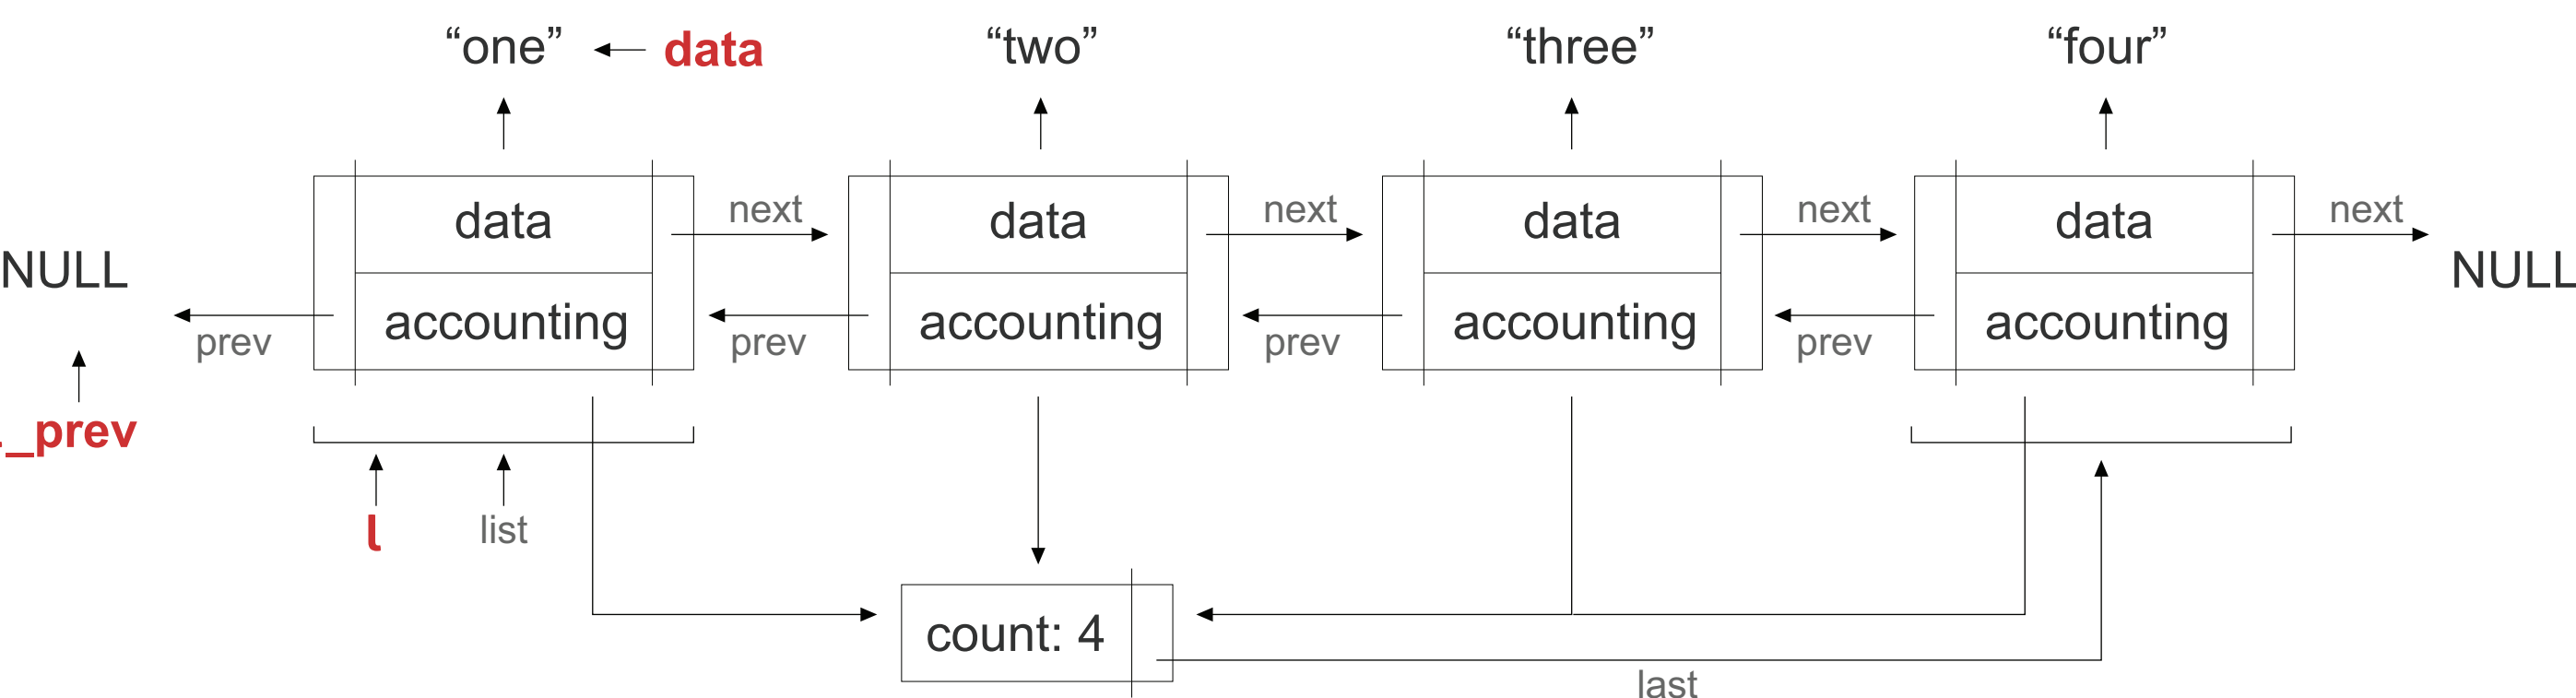 “one” data “two” “three” “four”
data next data next data next data next
NULL NULL
accounting accounting accounting accounting
prev prev prev prev
_prev
l list
count: 4
last